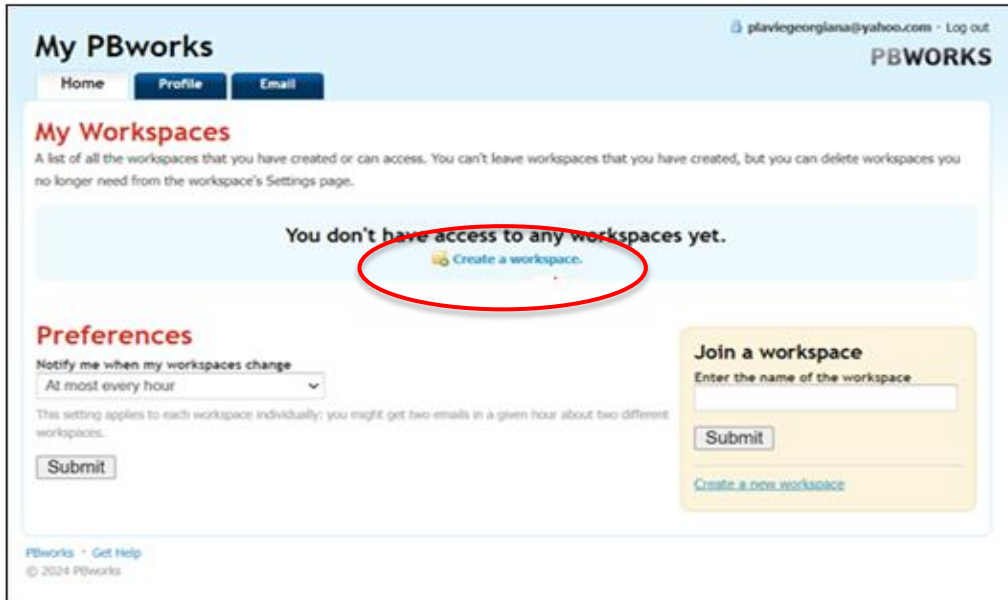 plaviegeorgiana@yahoo.com · Log out
My PBworks
PBWORKS
Home
Profile
Email
My Workspaces
A list of all the workspaces that you have created or can access. You can't leave workspaces that you have created, but you can delete workspaces you
no longer need from the workspace's Settings page.
You don't have access to any workspaces yet.
Create a workspace.
Preferences
Notify me when my workspaces change
At most every hour
This setting applies to each workspace individually: you might get two emails in a given hour about two different
workspaces.
Submit
Join a workspace
Enter the name of the workspace
Submit
Create a new workspace
PBworks · Get Help
© 2024 PBworks